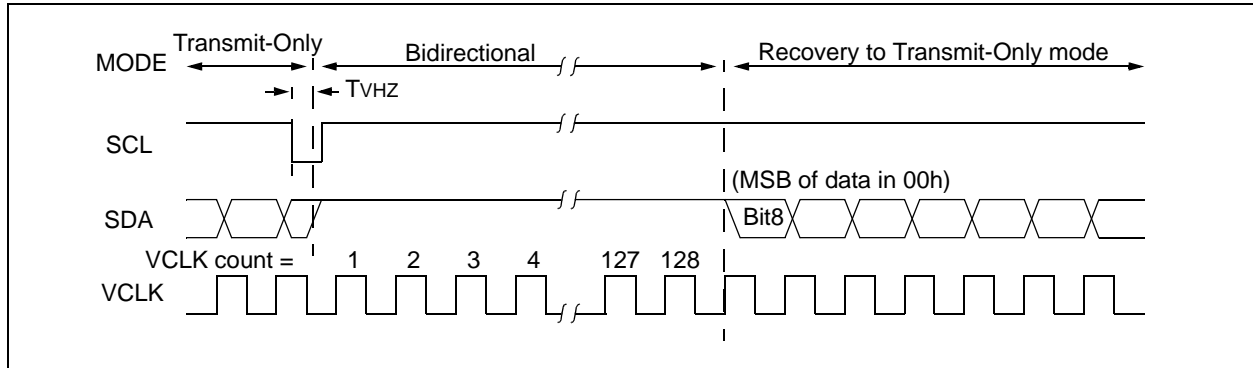 Transmit-Only
MODE
Bidirectional
Recovery to Transmit-Only mode
TVHZ
SCL
(MSB of data in 00h)
SDA
Bit8
VCLK count = 1 2 3 4 127 128
VCLK